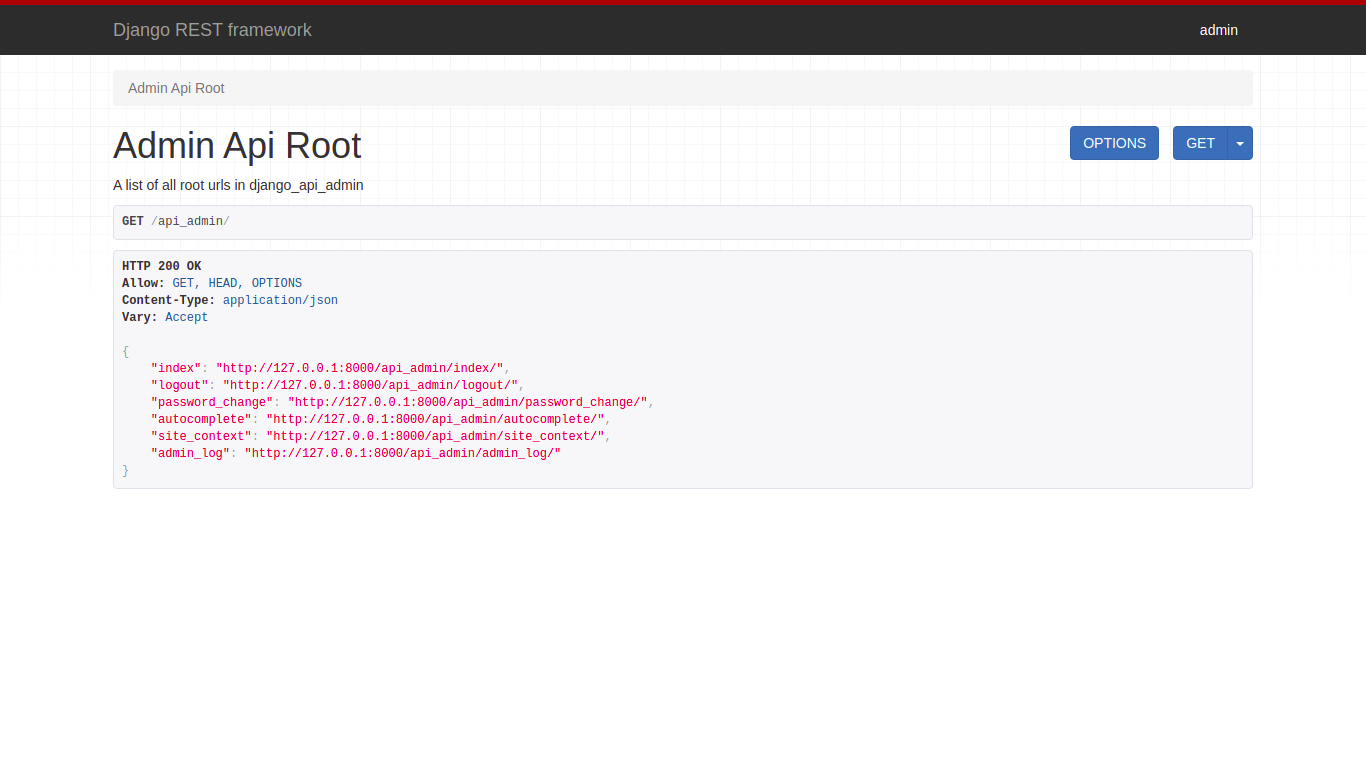 Django REST framework
admin
Admin Api Root
Admin Api Root
OPTIONS
GET
A list of all root urls in django_api_admin
GET /api_admin/
HTTP 200 OK
Allow: GET, HEAD, OPTIONS
Content-Type: application/json
Vary: Accept
{
    "index": "http://127.0.0.1:8000/api_admin/index/",
    "logout": "http://127.0.0.1:8000/api_admin/logout/",
    "password_change": "http://127.0.0.1:8000/api_admin/password_change/",
    "autocomplete": "http://127.0.0.1:8000/api_admin/autocomplete/",
    "site_context": "http://127.0.0.1:8000/api_admin/site_context/",
    "admin_log": "http://127.0.0.1:8000/api_admin/admin_log/"
}